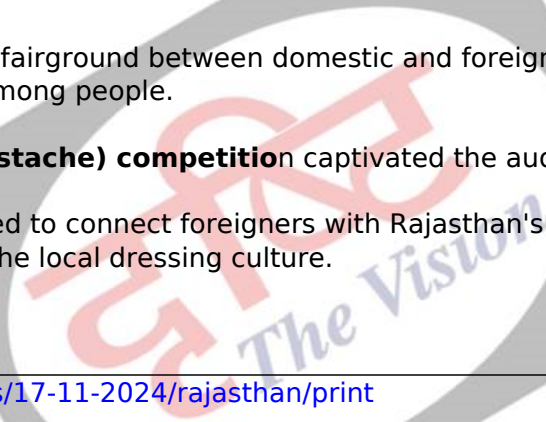 fairground between domestic and foreign
mong people.
stache) competition captivated the aud
ed to connect foreigners with Rajasthan's
he local dressing culture.
दृष्टि
The Vision
s/17-11-2024/rajasthan/print